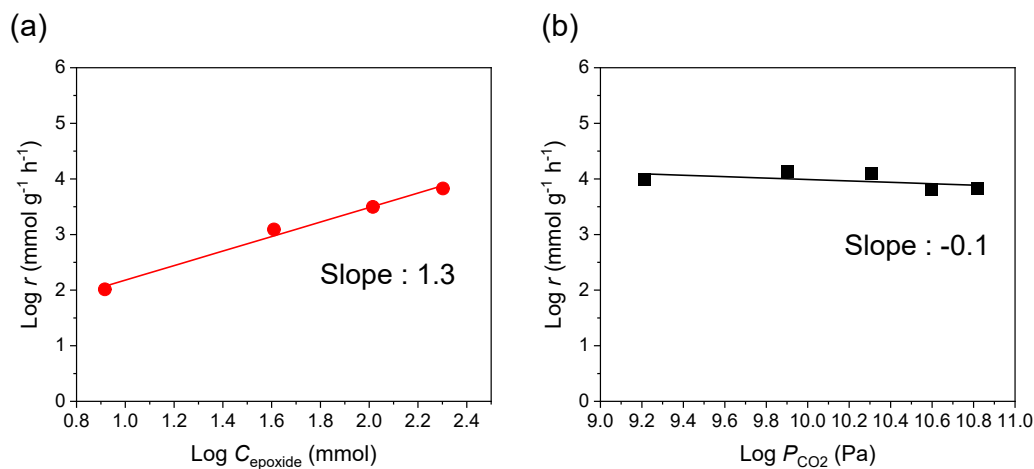 (a)
6
5
4
3
2
1
0
Log r (mmol g-1 h-1)
Slope : 1.3
0.8 1.0 1.2 1.4 1.6 1.8 2.0 2.2 2.4
Log Cepoxide (mmol)
(b)
6
5
4
3
2
1
0
Log r (mmol g-1 h-1)
Slope : -0.1
9.0 9.2 9.4 9.6 9.8 10.0 10.2 10.4 10.6 10.8 11.0
Log PCO2 (Pa)